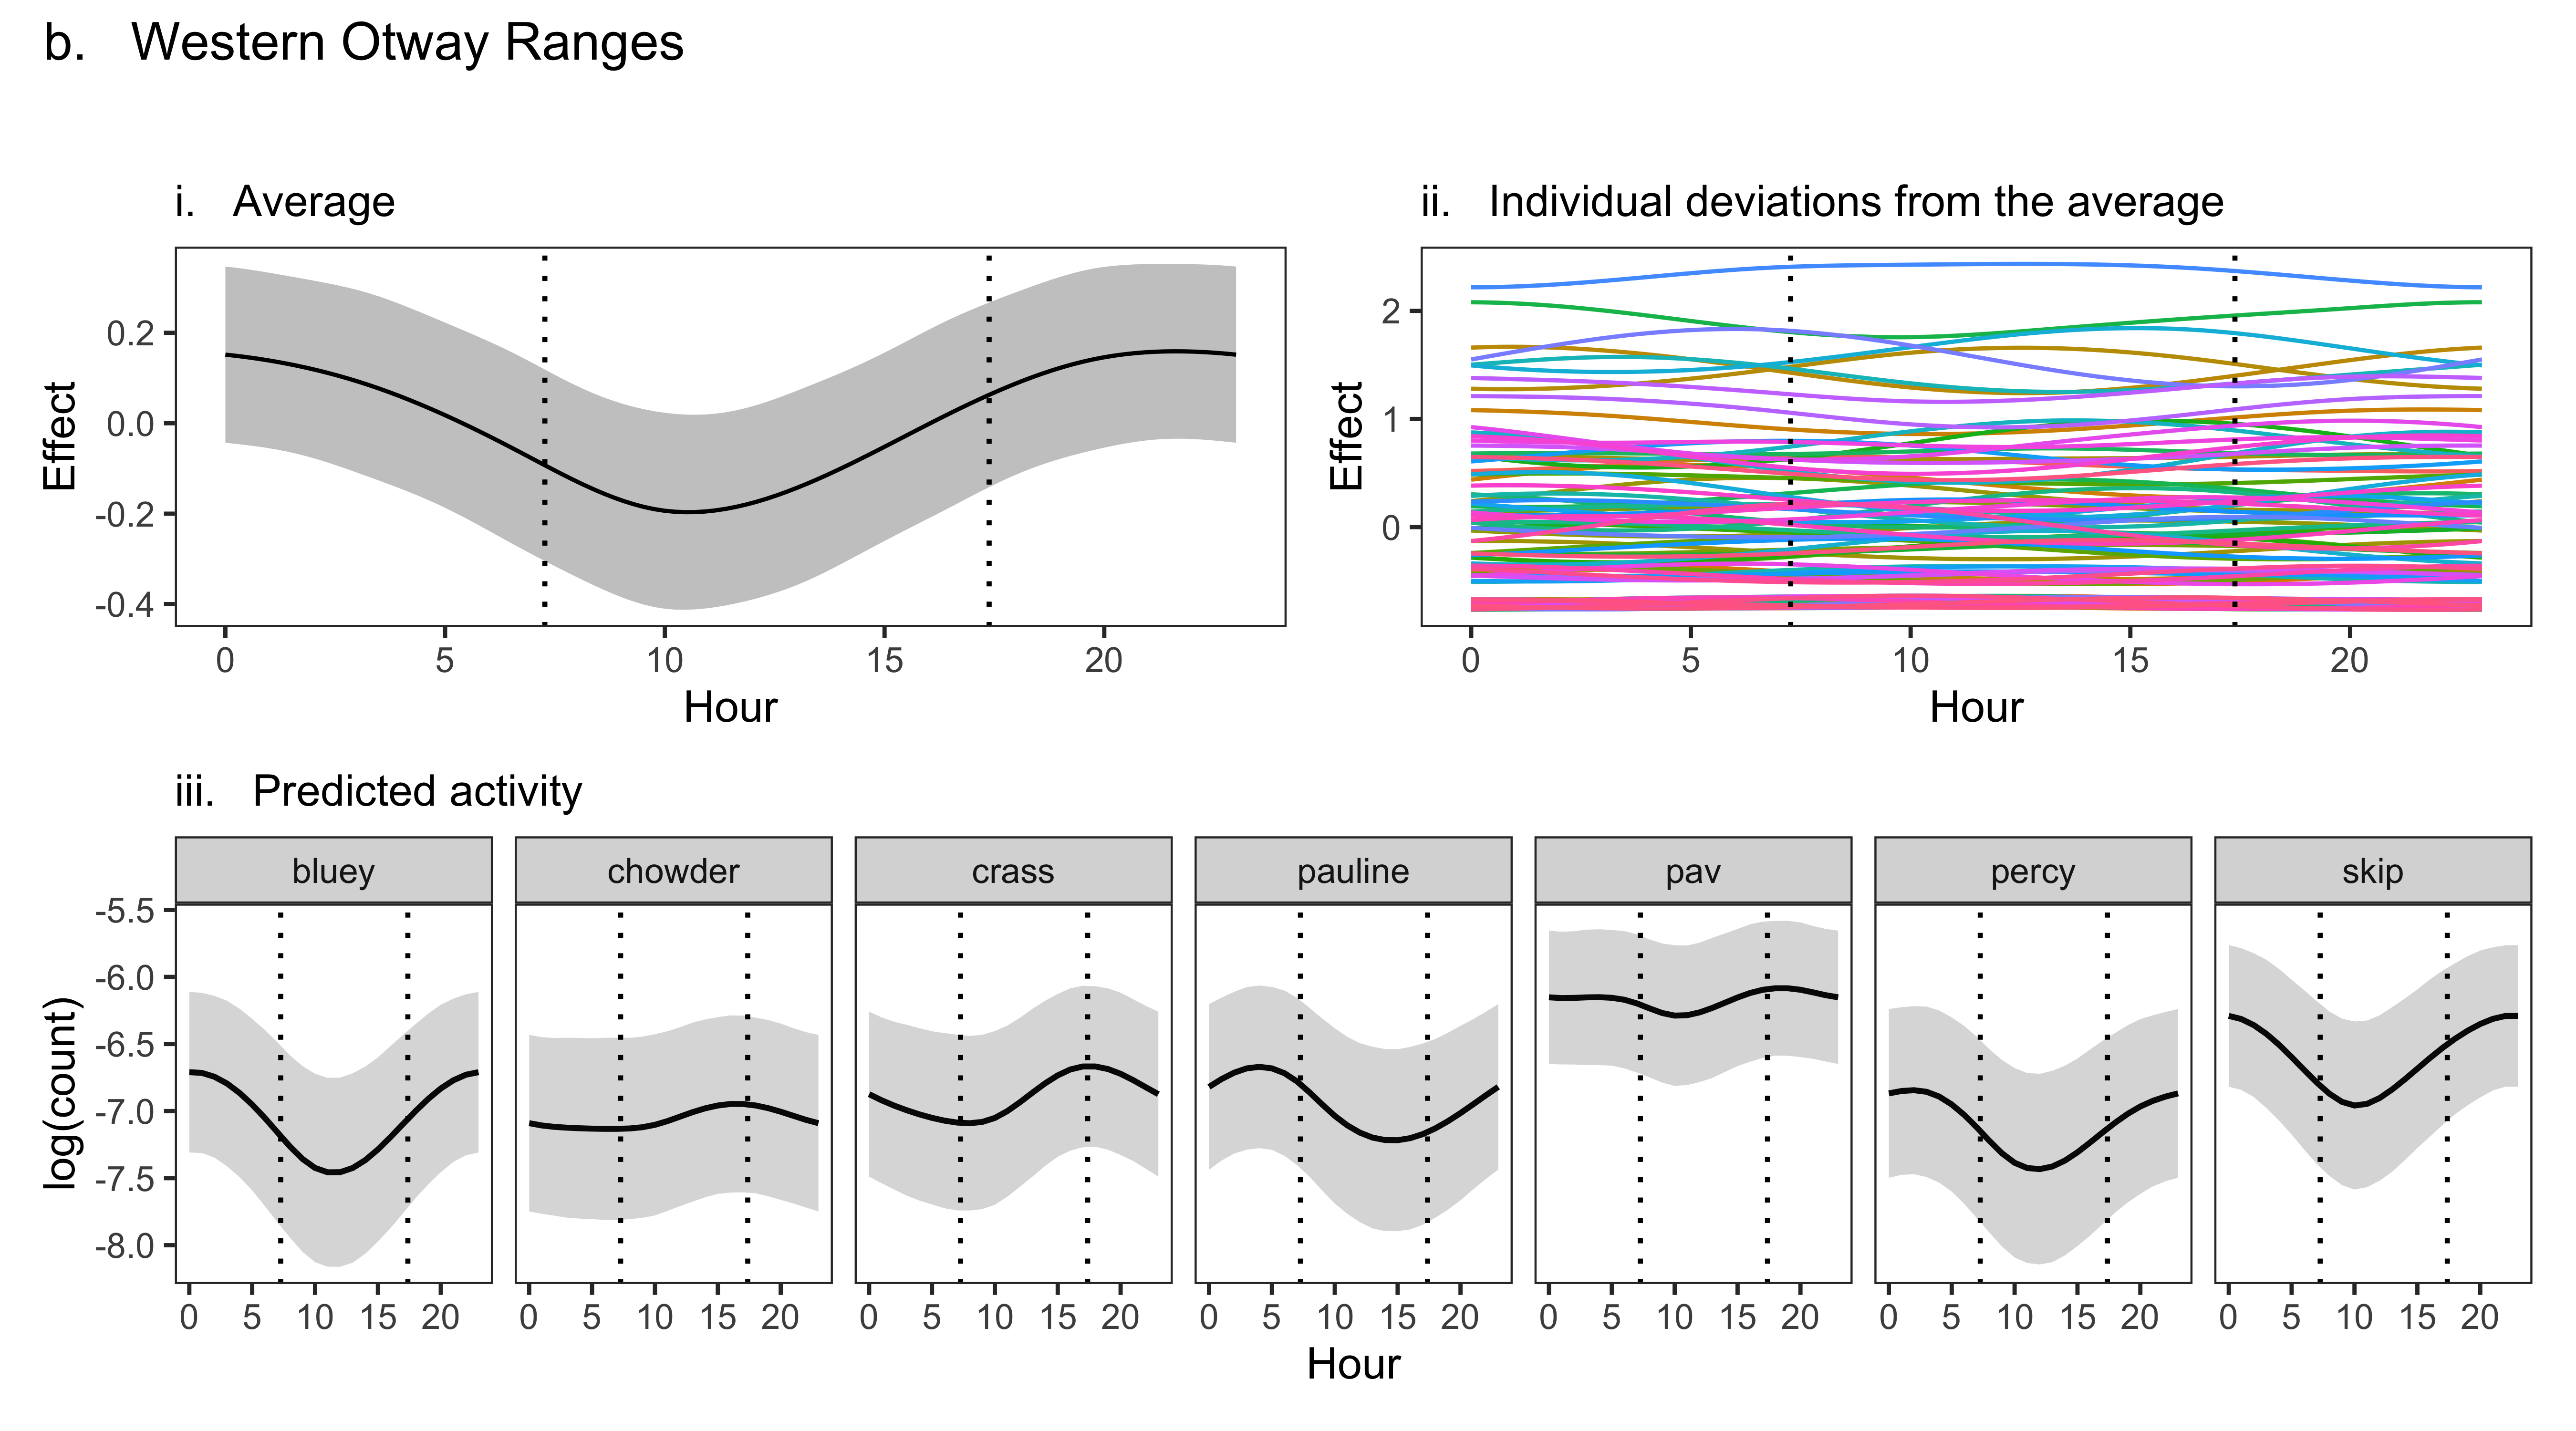 b. Western Otway Ranges
i. Average
ii. Individual deviations from the average
Effect
0.2
0.0
-0.2
-0.4
0 5 10 15 20
Hour
Effect
2
1
0
0 5 10 15 20
Hour
iii. Predicted activity
bluey chowder crass pauline pav percy skip
log(count)
-5.5
-6.0
-6.5
-7.0
-7.5
-8.0
0 5 10 15 20 0 5 10 15 20 0 5 10 15 20 0 5 10 15 20 0 5 10 15 20 0 5 10 15 20 0 5 10 15 20
Hour